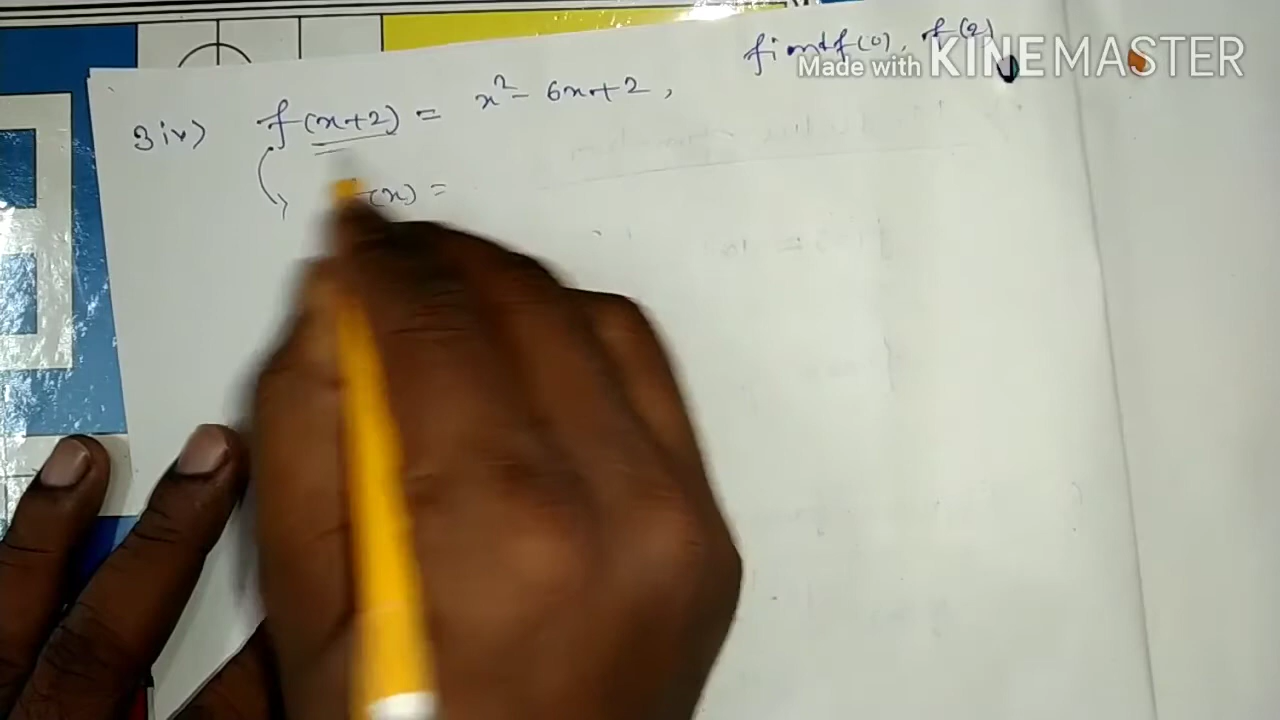 find f(0), f(2)
Made with KINEMASTER
3 iv) f(x+2) = x² - 6x + 2,
(x) =